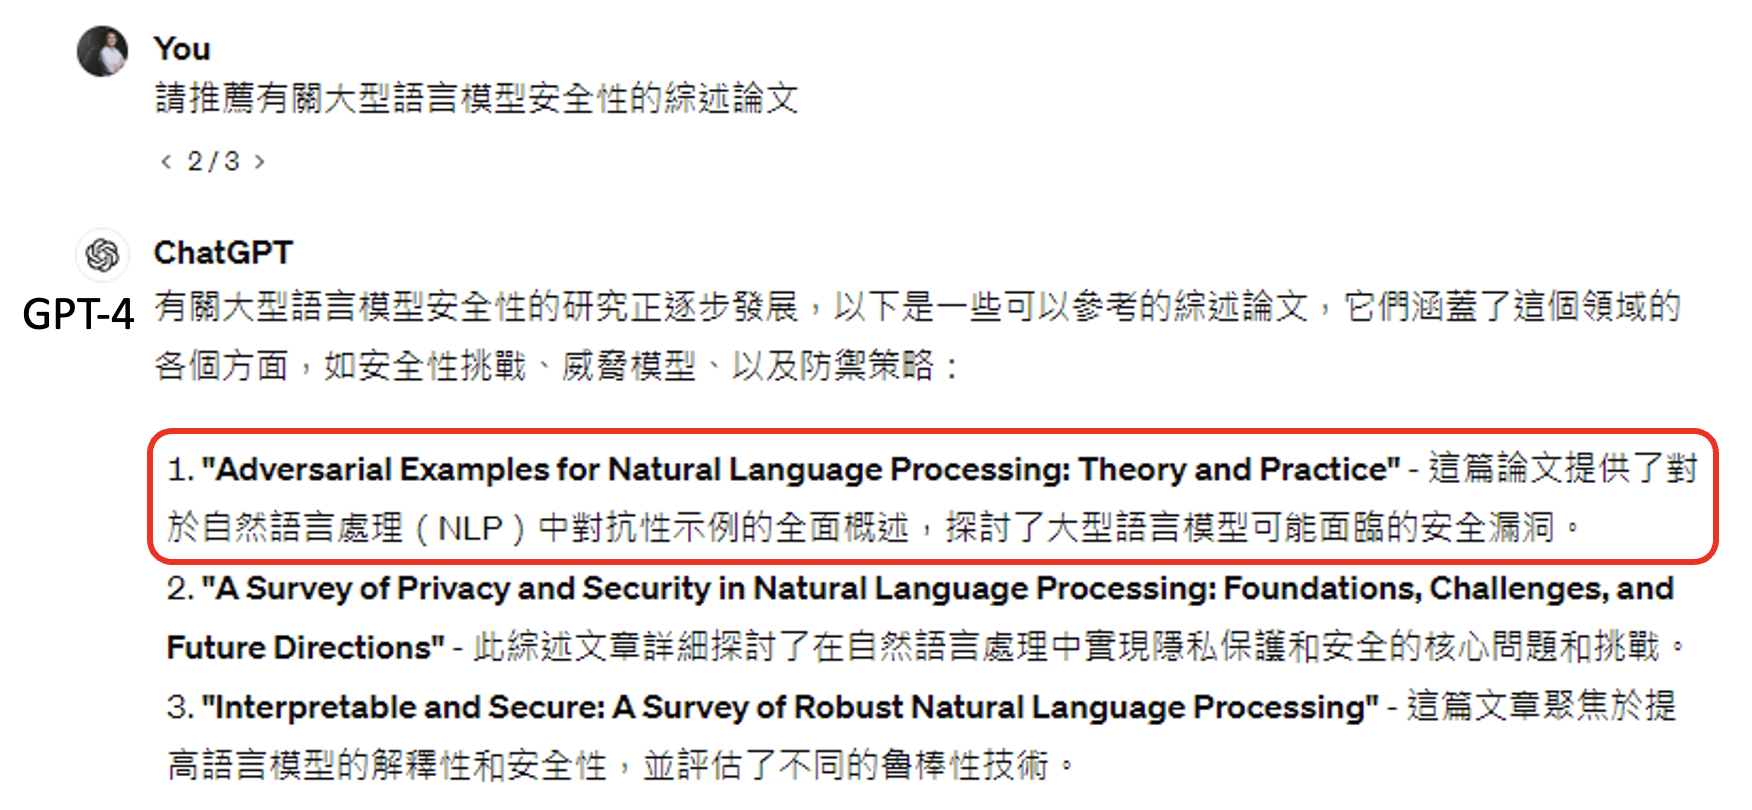 You
請推薦有關大型語言模型安全性的綜述論文
< 2 / 3 >
ChatGPT
GPT-4
有關大型語言模型安全性的研究正逐步發展，以下是一些可以參考的綜述論文，它們涵蓋了這個領域的
各個方面，如安全性挑戰、威脅模型、以及防禦策略：
1. "Adversarial Examples for Natural Language Processing: Theory and Practice" - 這篇論文提供了對
於自然語言處理（NLP）中對抗性示例的全面概述，探討了大型語言模型可能面臨的安全漏洞。
2. "A Survey of Privacy and Security in Natural Language Processing: Foundations, Challenges, and
Future Directions" - 此綜述文章詳細探討了在自然語言處理中實現隱私保護和安全的核心問題和挑戰。
3. "Interpretable and Secure: A Survey of Robust Natural Language Processing" - 這篇文章聚焦於提
高語言模型的解釋性和安全性，並評估了不同的魯棒性技術。